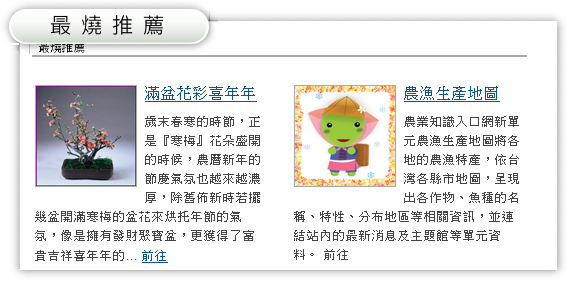 最燒推薦
最燒推薦
滿盆花彩喜年年
歲末春寒的時節，正
是『寒梅』花朵盛開
的時候，農曆新年的
節慶氣氛也越來越濃
厚，除舊佈新時若擺
幾盆開滿寒梅的盆花來烘托年節的氣
氛，像是擁有發財聚寶盆，更獲得了富
貴吉祥喜年年的... 前往
農漁生產地圖
農業知識入口網新單
元農漁生產地圖將各
地的農漁特產，依台
灣各縣市地圖，呈現
出各作物、魚種的名
稱、特性、分布地區等相關資訊，並連
結站內的最新消息及主題館等單元資
料。 前往